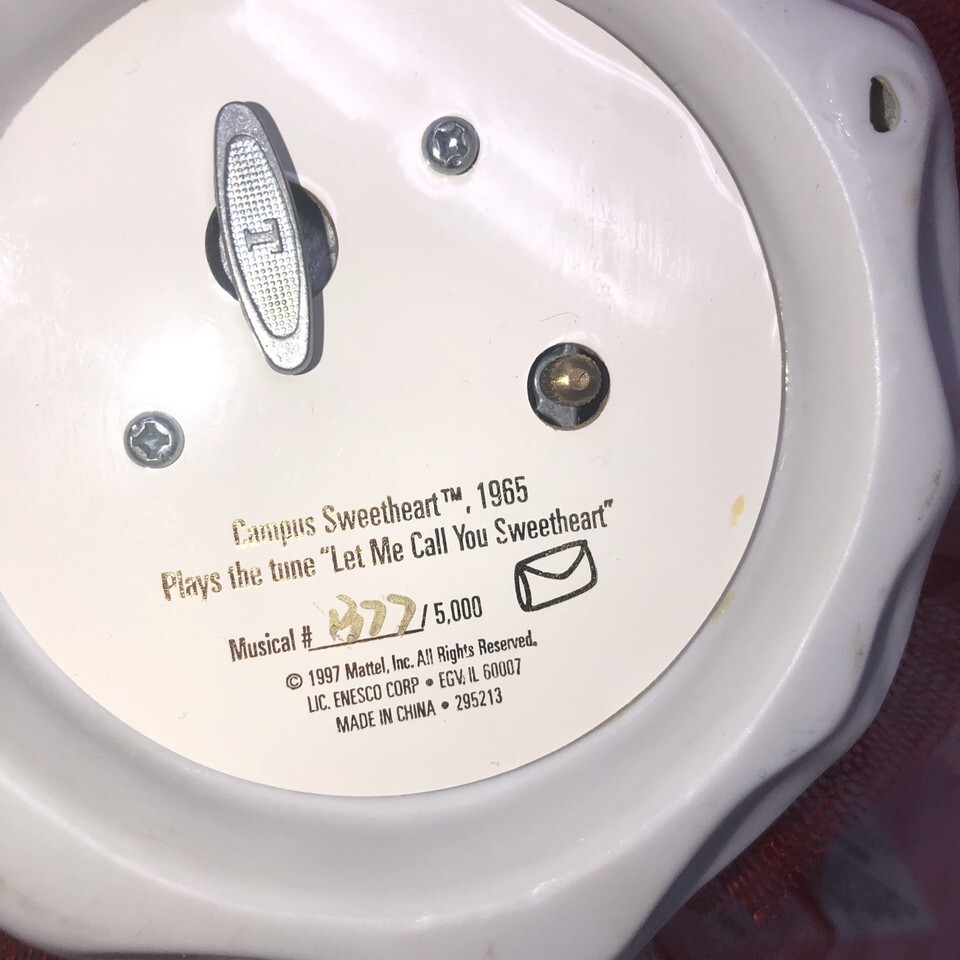 L
Campus Sweetheart™, 1965
Plays the tune "Let Me Call You Sweetheart"
Musical # 1377 / 5,000
© 1997 Mattel, Inc. All Rights Reserved.
LIC. ENESCO CORP • EGV, IL 60007
MADE IN CHINA • 295213